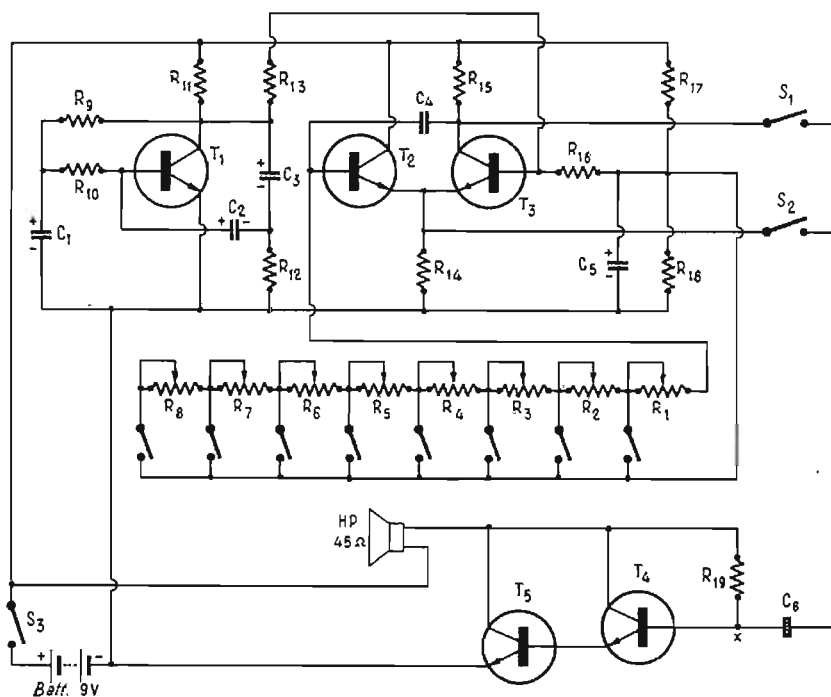 R11
R13
R15
R17
R9
C4
S1
T1
T2
R16
R10
C3
T3
C2
S2
+
-
C1
+ -
+
-
R12
R14
C5
+
-
R18
R8
R7
R6
R5
R4
R3
R2
R1
HP
45Ω
T5
T4
R19
C6
x
S3
+ -
Batt. 9V